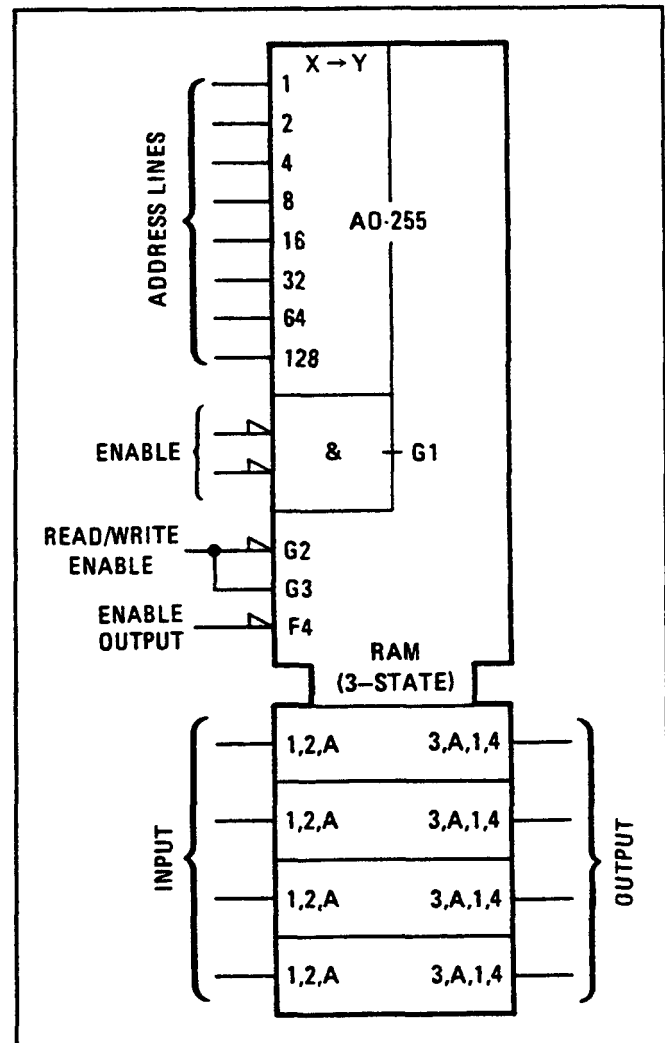 X → Y
ADDRESS LINES
1
2
4
8
16
32
64
128
A0-255
ENABLE
&
G1
READ/WRITE
ENABLE
G2
G3
ENABLE
OUTPUT
F4
RAM
(3-STATE)
INPUT
1,2,A 3,A,1,4
1,2,A 3,A,1,4
1,2,A 3,A,1,4
1,2,A 3,A,1,4
OUTPUT